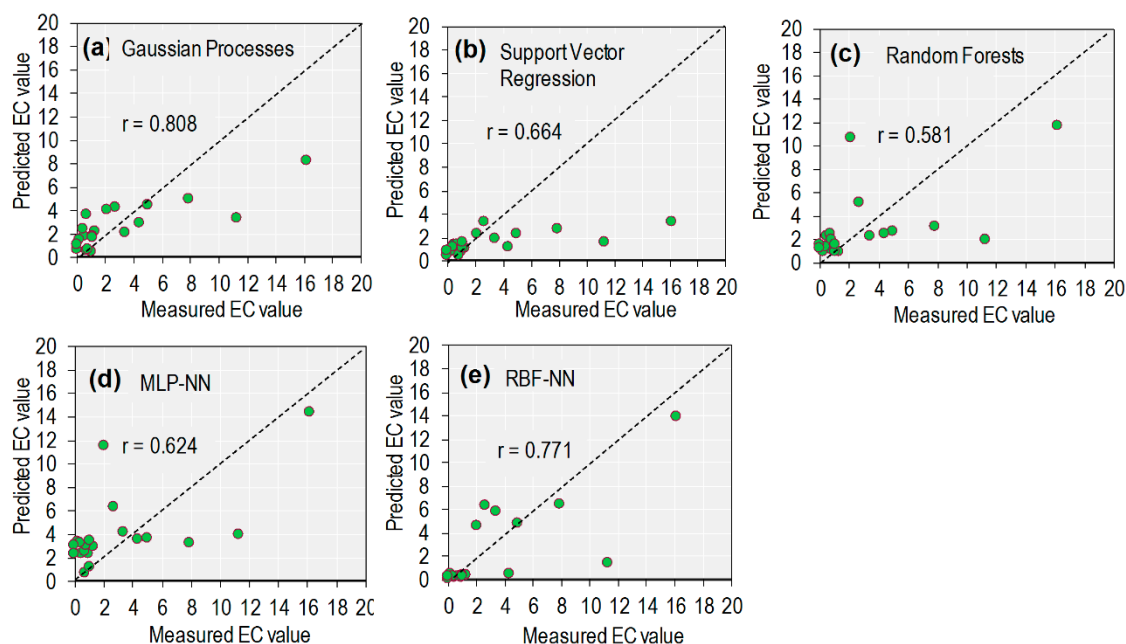 (a) Gaussian Processes
r = 0.808
Predicted EC value
20
18
16
14
12
10
8
6
4
2
0
0 2 4 6 8 10 12 14 16 18 20
Measured EC value
(b) Support Vector
Regression
r = 0.664
Predicted EC value
20
18
16
14
12
10
8
6
4
2
0
0 2 4 6 8 10 12 14 16 18 20
Measured EC value
(c) Random Forests
r = 0.581
Predicted EC value
20
18
16
14
12
10
8
6
4
2
0
0 2 4 6 8 10 12 14 16 18 20
Measured EC value
(d) MLP-NN
r = 0.624
Predicted EC value
20
18
16
14
12
10
8
6
4
2
0
0 2 4 6 8 10 12 14 16 18 20
Measured EC value
(e) RBF-NN
r = 0.771
Predicted EC value
20
18
16
14
12
10
8
6
4
2
0
0 2 4 6 8 10 12 14 16 18 20
Measured EC value